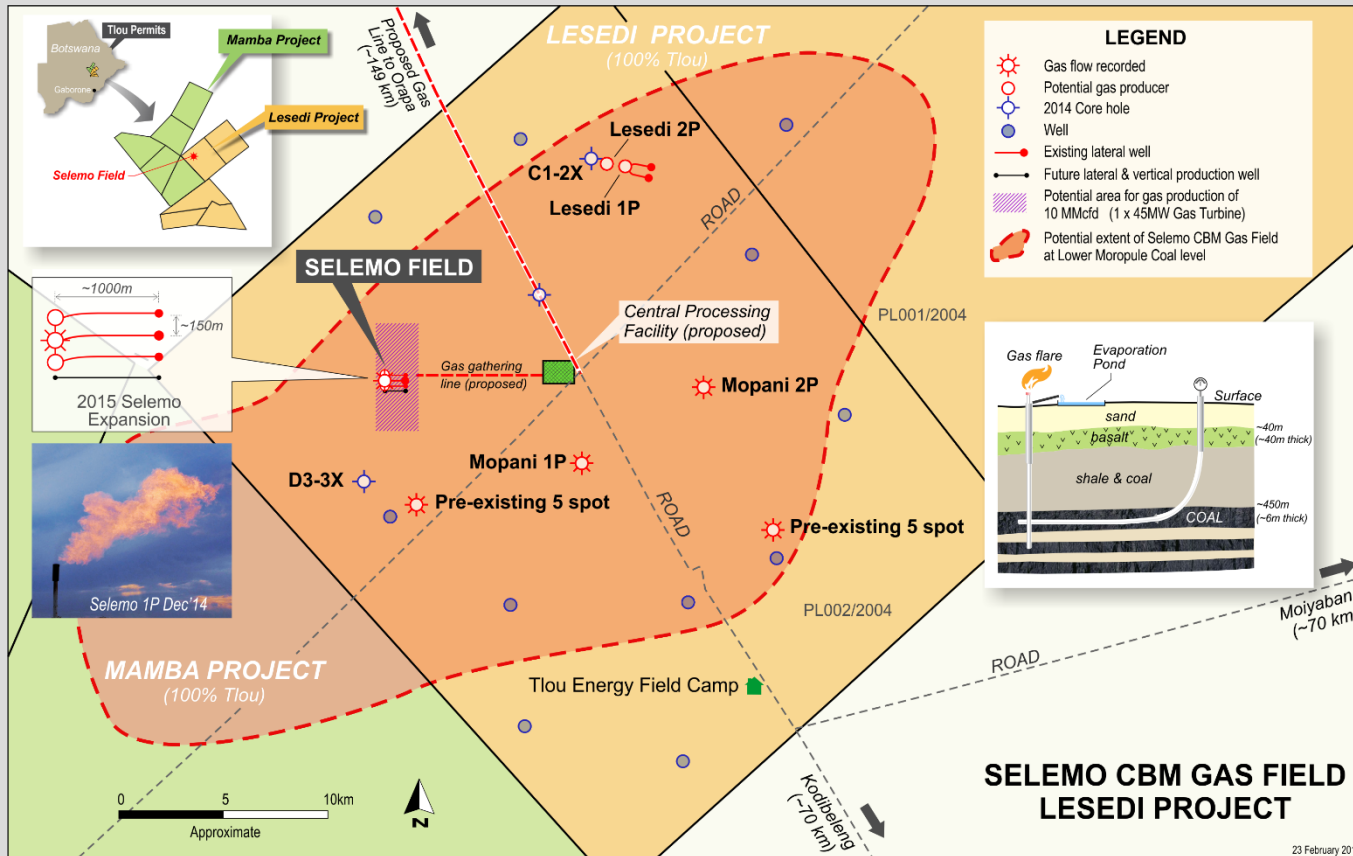 Botswana
Tlou Permits
Gaborone
Mamba Project
Lesedi Project
Selemo Field
Proposed Gas
Line to Orapa
(~149 km)
LESEDI PROJECT
(100% Tlou)
LEGEND
Gas flow recorded
Potential gas producer
2014 Core hole
Well
Existing lateral well
Future lateral & vertical production well
Potential area for gas production of
10 MMcfd (1 x 45MW Gas Turbine)
Potential extent of Selemo CBM Gas Field
at Lower Moropule Coal level
Lesedi 2P
C1-2X
Lesedi 1P
ROAD
SELEMO FIELD
~1000m
~150m
2015 Selemo
Expansion
Central Processing
Facility (proposed)
PL001/2004
Gas gathering
line (proposed)
Mopani 2P
Gas flare
Evaporation
Pond
Surface
sand
basalt
~40m
(~40m thick)
shale & coal
~450m
(~6m thick)
COAL
Mopani 1P
D3-3X
Pre-existing 5 spot
ROAD
Pre-existing 5 spot
Selemo 1P Dec'14
PL002/2004
Moiyaban
(~70 km)
ROAD
MAMBA PROJECT
(100% Tlou)
Tlou Energy Field Camp
Kodibeleng
(~70 km)
0 5 10km
Approximate
N
SELEMO CBM GAS FIELD
LESEDI PROJECT
23 February 201